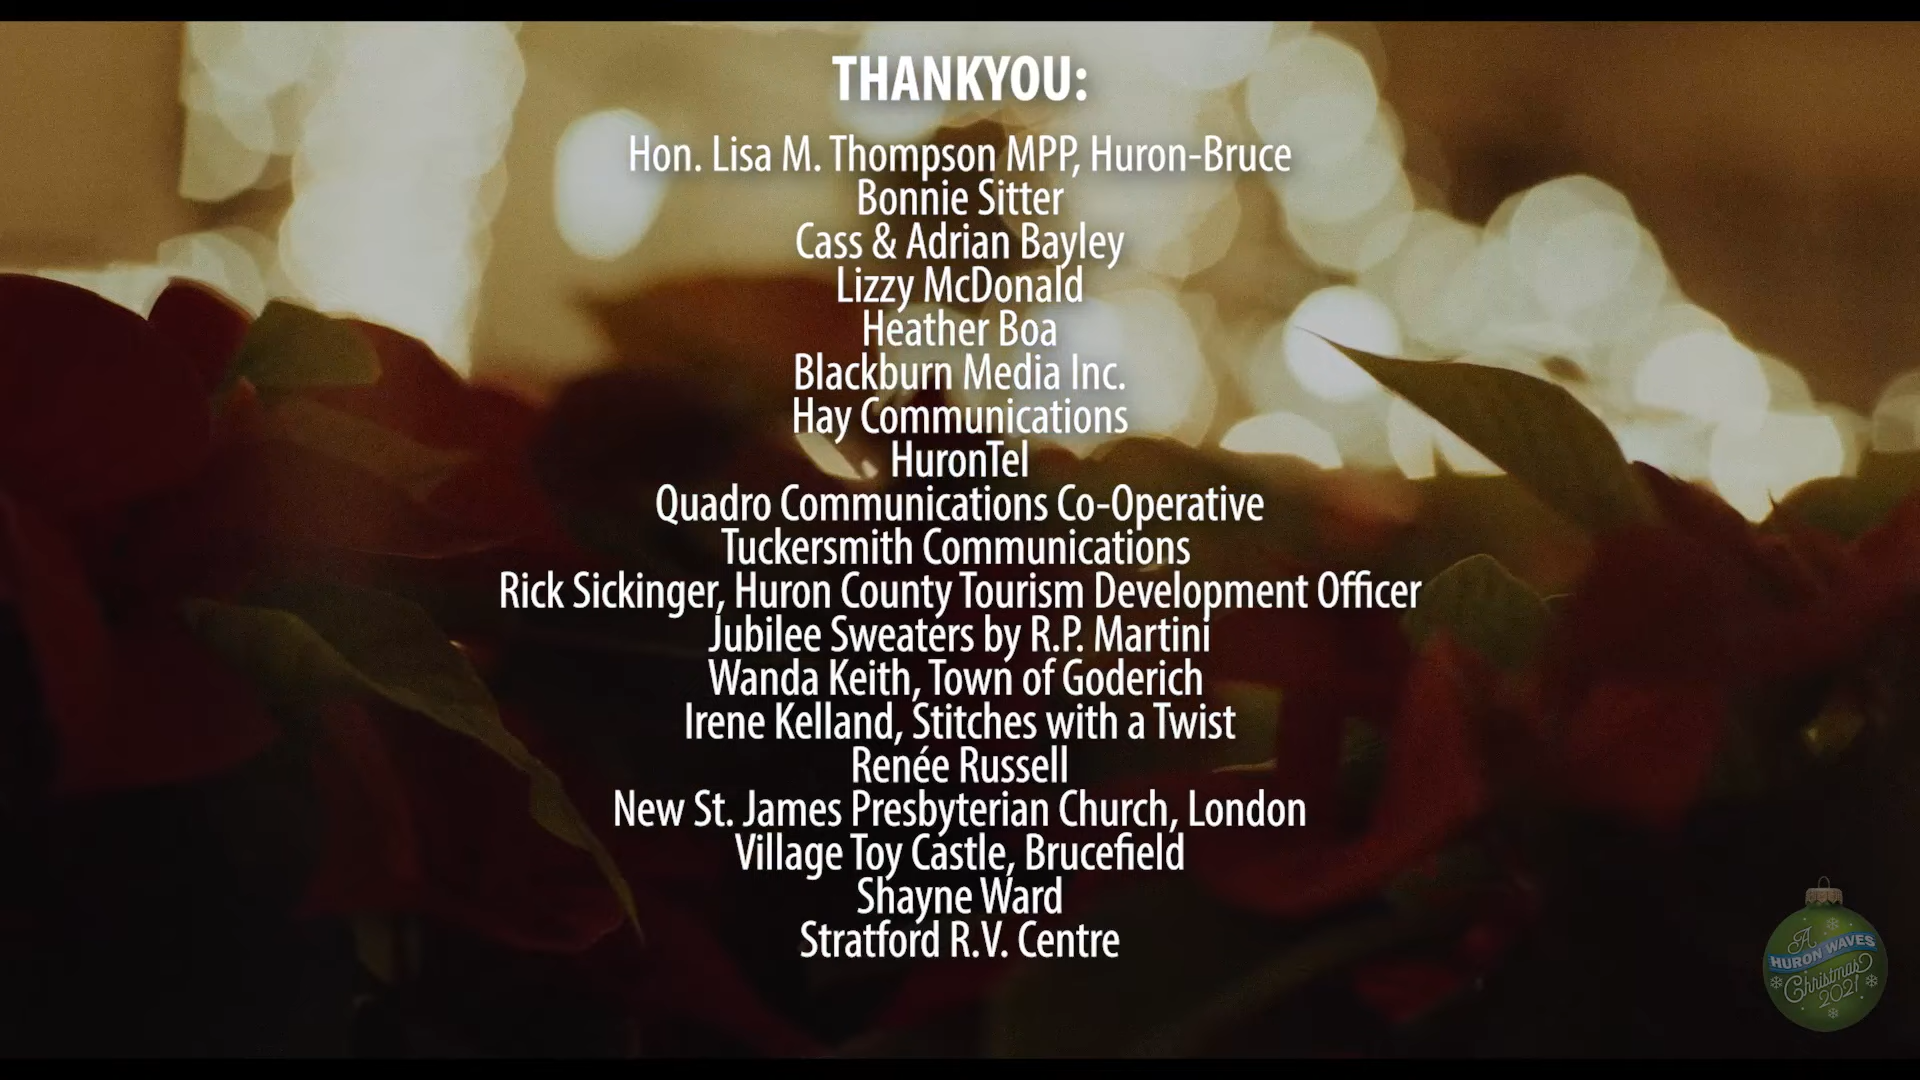 THANKYOU:
Hon. Lisa M. Thompson MPP, Huron-Bruce
Bonnie Sitter
Cass & Adrian Bayley
Lizzy McDonald
Heather Boa
Blackburn Media Inc.
Hay Communications
HuronTel
Quadro Communications Co-Operative
Tuckersmith Communications
Rick Sickinger, Huron County Tourism Development Officer
Jubilee Sweaters by R.P. Martini
Wanda Keith, Town of Goderich
Irene Kelland, Stitches with a Twist
Renée Russell
New St. James Presbyterian Church, London
Village Toy Castle, Brucefield
Shayne Ward
Stratford R.V. Centre
A
HURON WAVES
Christmas
2021